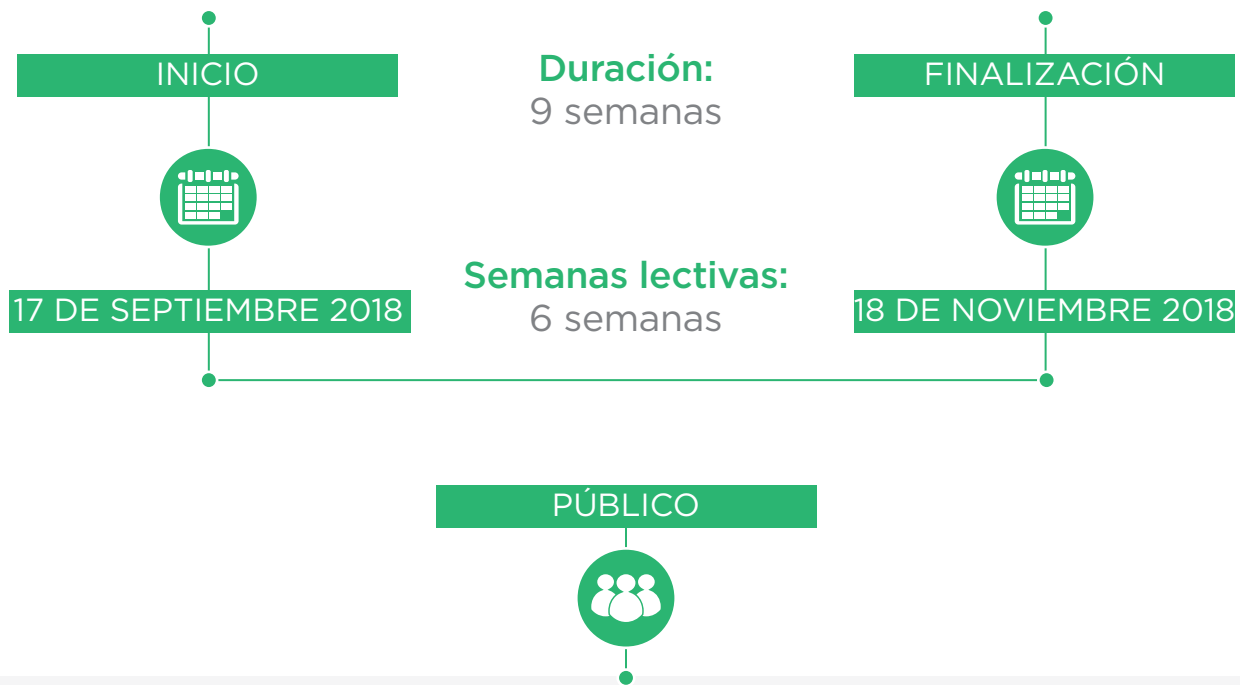 INICIO
Duración:
9 semanas
FINALIZACIÓN
17 DE SEPTIEMBRE 2018
Semanas lectivas:
6 semanas
18 DE NOVIEMBRE 2018
PÚBLICO